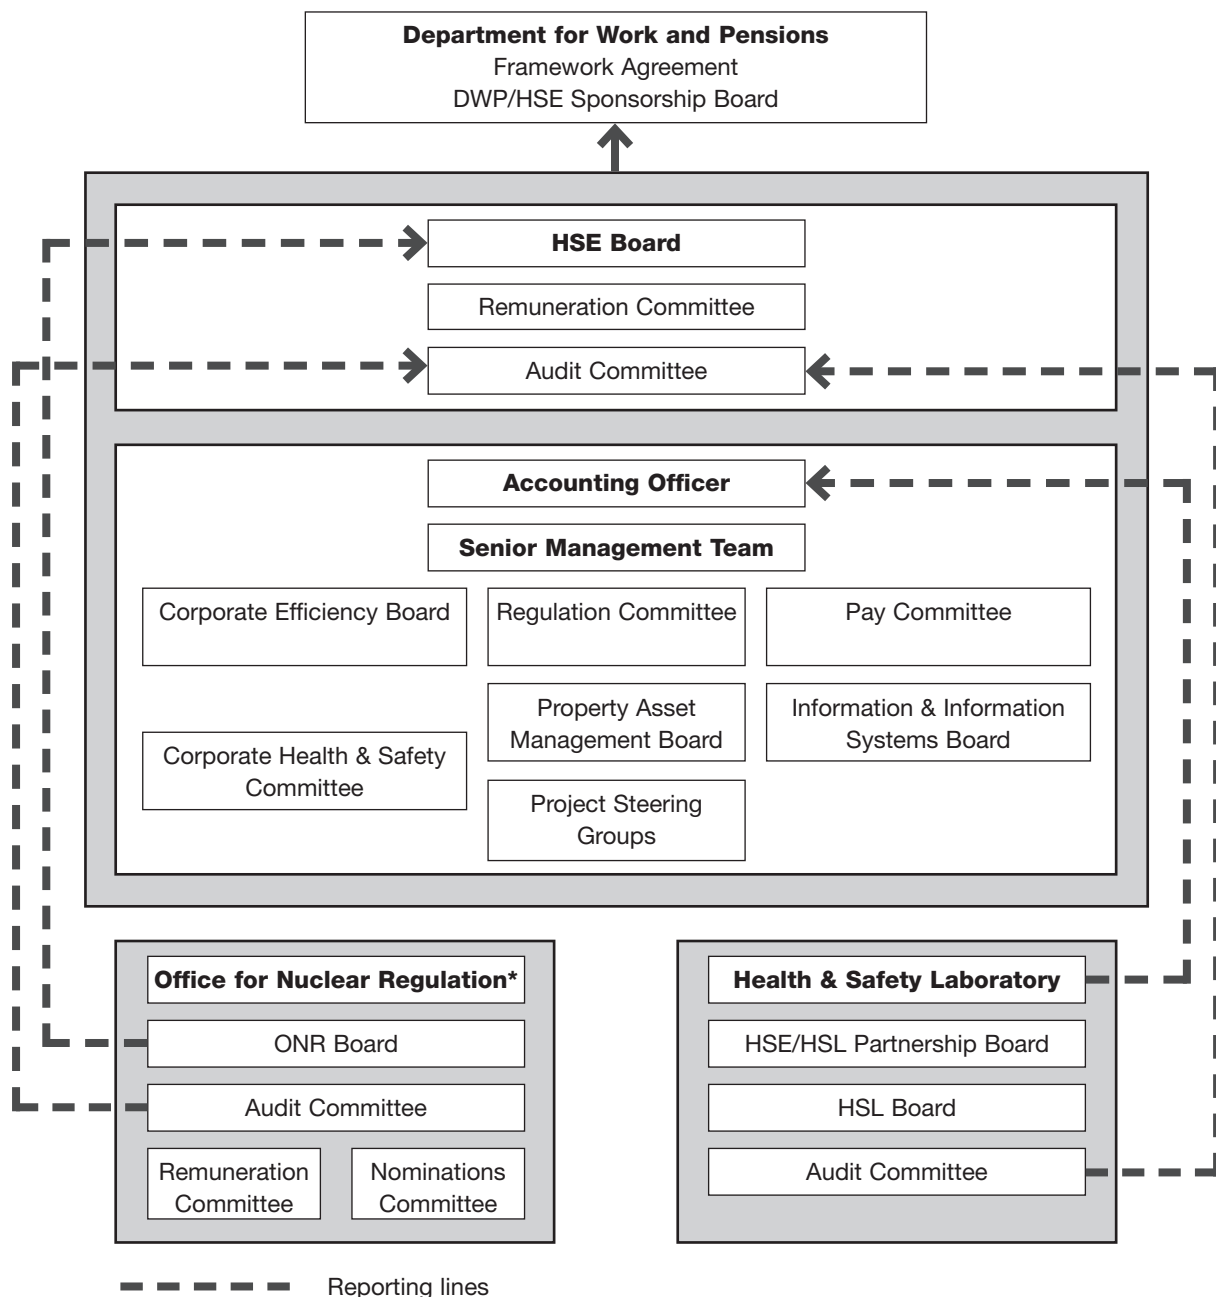 Department for Work and Pensions
Framework Agreement
DWP/HSE Sponsorship Board
HSE Board
Remuneration Committee
Audit Committee
Accounting Officer
Senior Management Team
Corporate Efficiency Board
Regulation Committee
Pay Committee
Property Asset
Management Board
Information & Information
Systems Board
Corporate Health & Safety
Committee
Project Steering
Groups
Office for Nuclear Regulation*
ONR Board
Audit Committee
Remuneration
Committee
Nominations
Committee
Health & Safety Laboratory
HSE/HSL Partnership Board
HSL Board
Audit Committee
Reporting lines